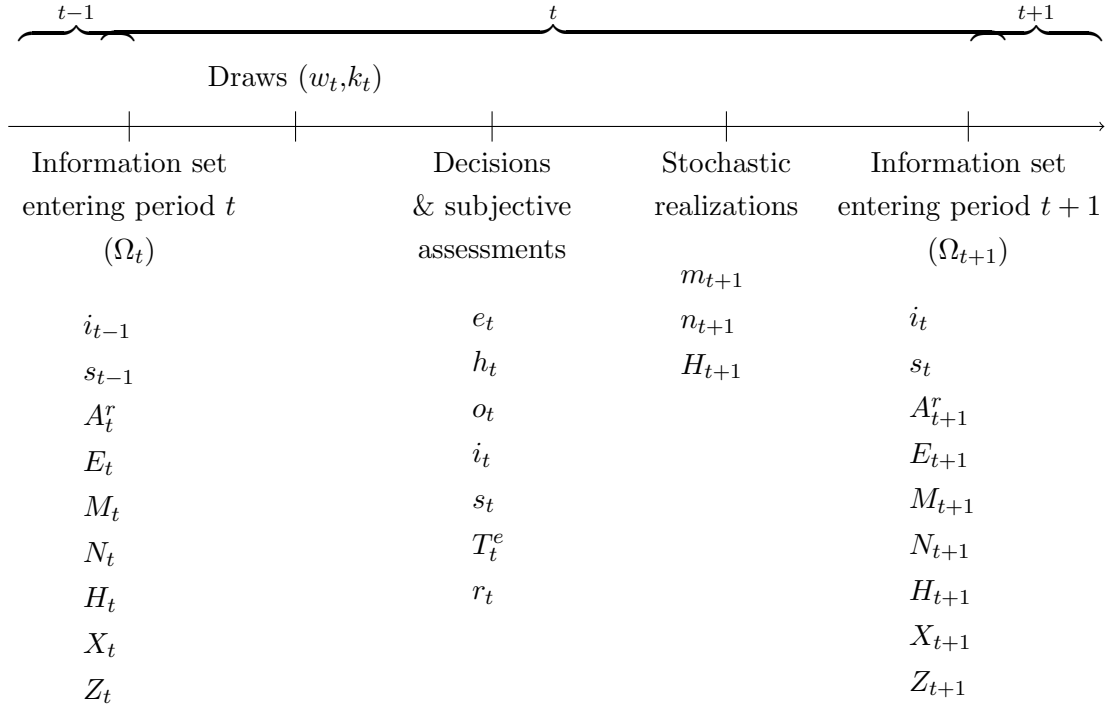 t−1 t t+1
Draws (w_t,k_t)
Information set Decisions Stochastic Information set
entering period t & subjective realizations entering period t + 1
(Ω_t) assessments (Ω_{t+1})
m_{t+1}
i_{t−1} e_t n_{t+1} i_t
s_{t−1} h_t H_{t+1} s_t
A^r_t o_t A^r_{t+1}
E_t i_t E_{t+1}
M_t s_t M_{t+1}
N_t T^e_t N_{t+1}
H_t r_t H_{t+1}
X_t X_{t+1}
Z_t Z_{t+1}